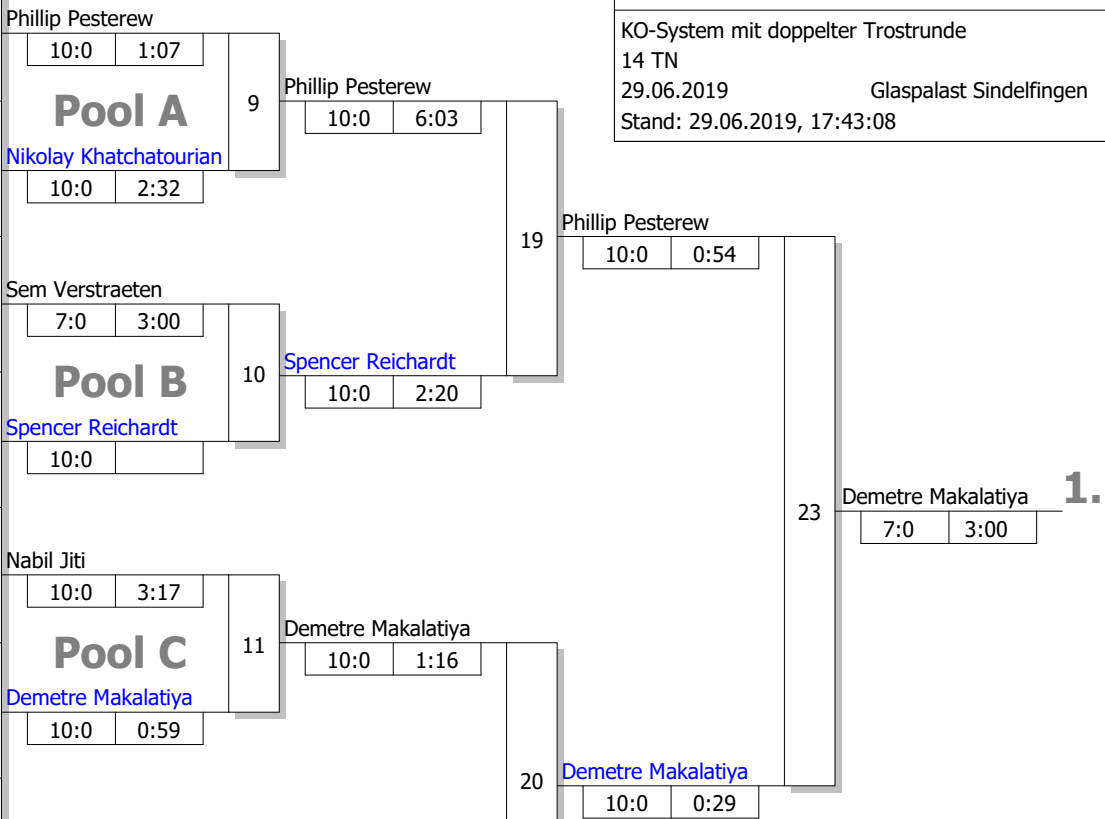 Phillip Pesterew
10:0 1:07
Pool A
9
Nikolay Khatchatourian
10:0 2:32
Phillip Pesterew
10:0 6:03
KO-System mit doppelter Trostrunde
14 TN
29.06.2019 Glaspalast Sindelfingen
Stand: 29.06.2019, 17:43:08
19
Phillip Pesterew
10:0 0:54
Sem Verstraeten
7:0 3:00
Pool B
10
Spencer Reichardt
10:0
Spencer Reichardt
10:0 2:20
23
Demetre Makalatiya
7:0 3:00
1.
Nabil Jiti
10:0 3:17
Pool C
11
Demetre Makalatiya
10:0 0:59
Demetre Makalatiya
10:0 1:16
20
Demetre Makalatiya
10:0 0:29